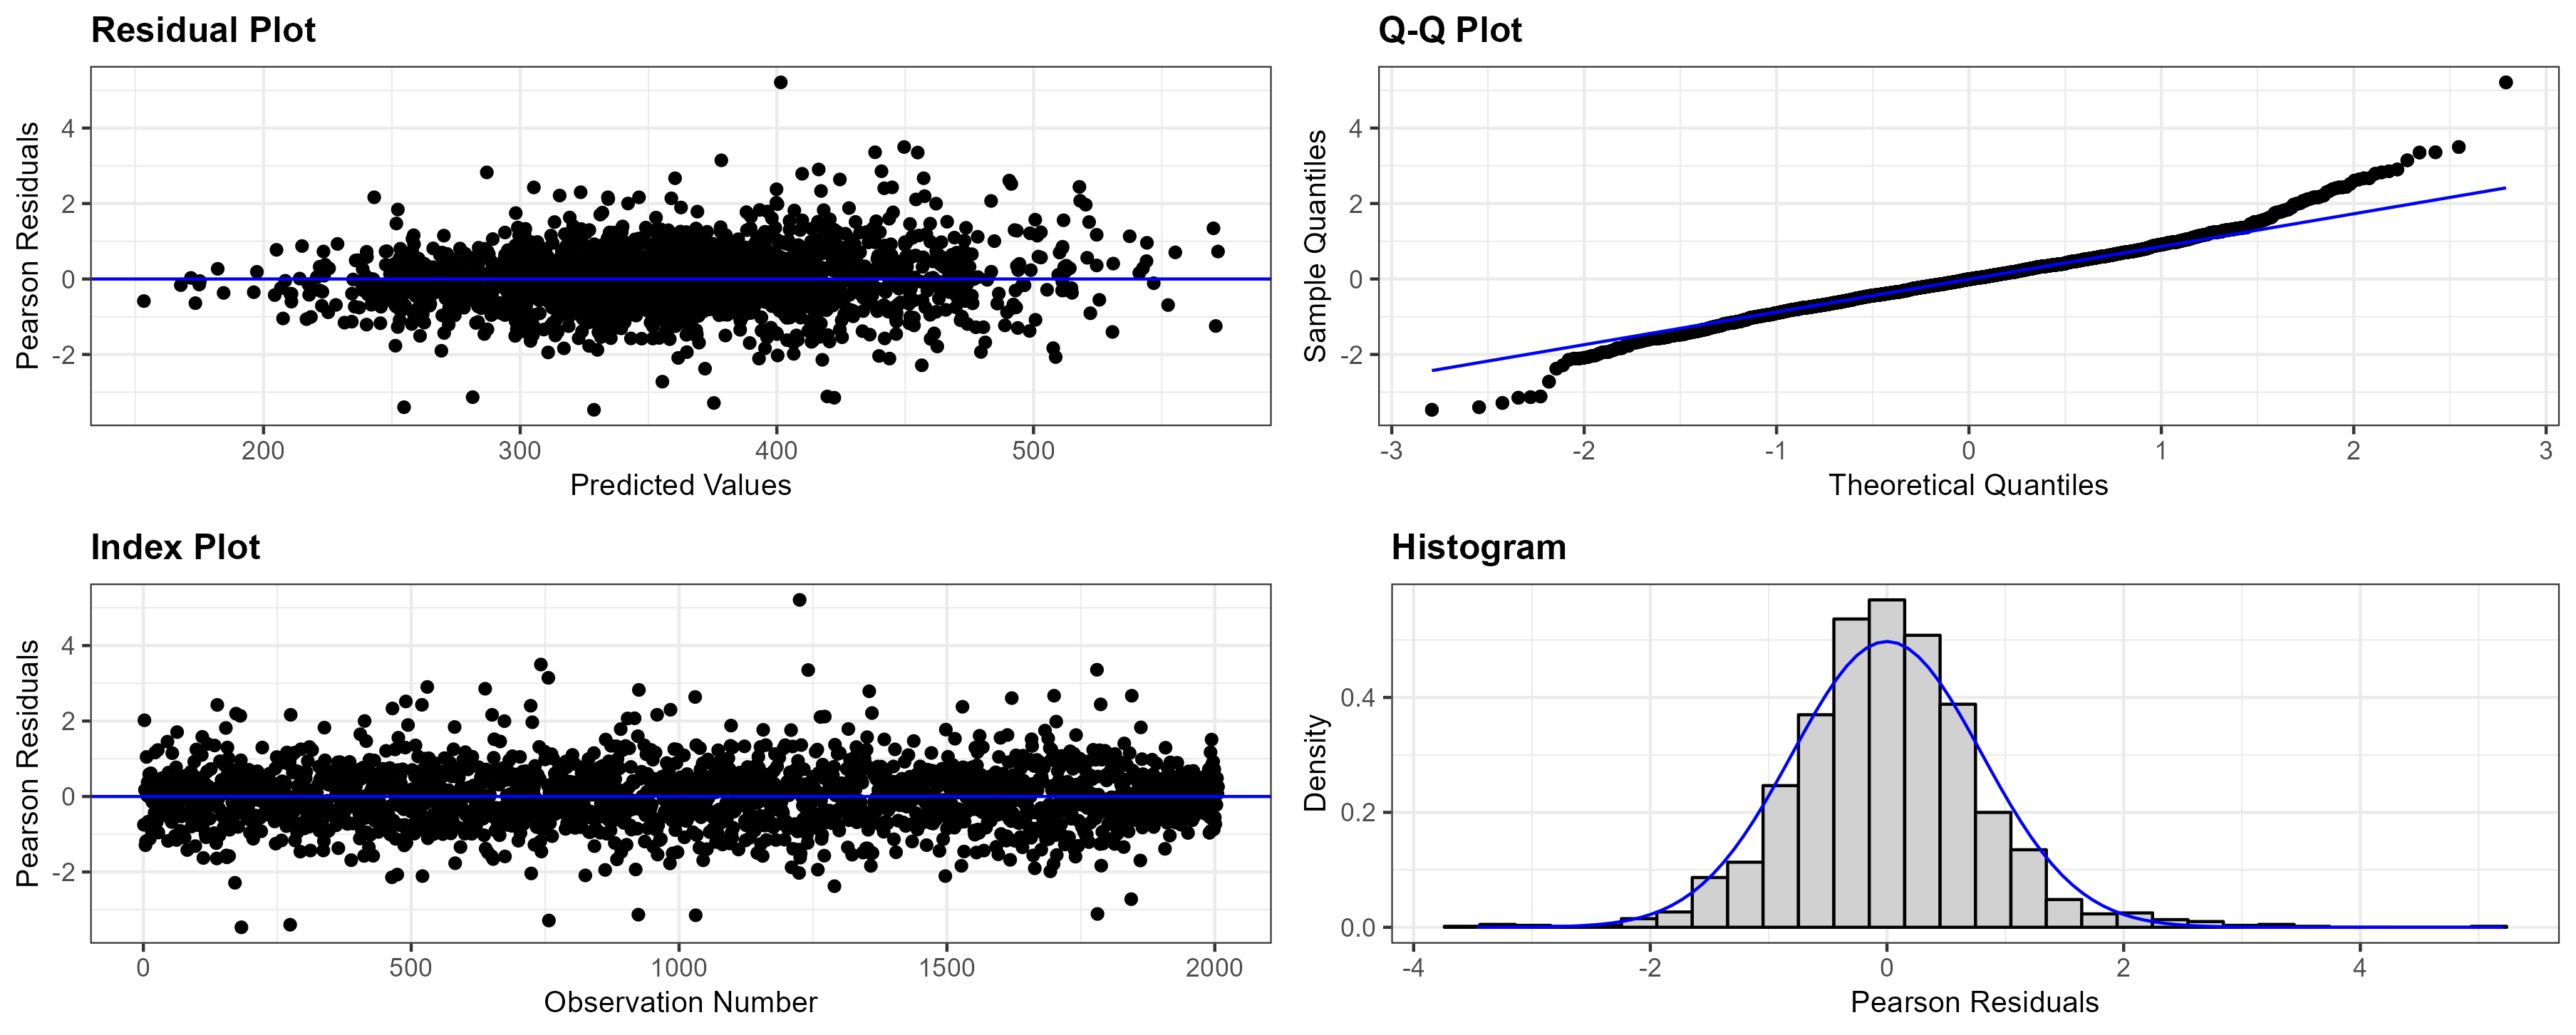 Residual Plot
Pearson Residuals
4
2
0
-2
200 300 400 500
Predicted Values
Q-Q Plot
Sample Quantiles
4
2
0
-2
-3 -2 -1 0 1 2 3
Theoretical Quantiles
Index Plot
Pearson Residuals
4
2
0
-2
0 500 1000 1500 2000
Observation Number
Histogram
Density
0.4
0.2
0.0
-4 -2 0 2 4
Pearson Residuals